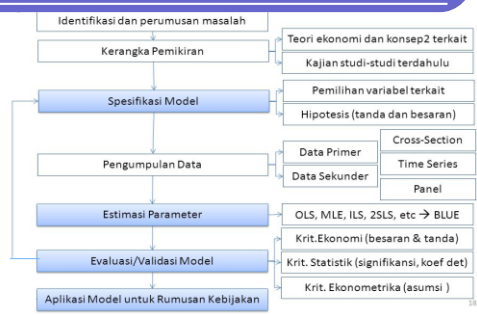 Identifikasi dan perumusan masalah
Kerangka Pemikiran
Teori ekonomi dan konsep2 terkait
Kajian studi-studi terdahulu
Spesifikasi Model
Pemilihan variabel terkait
Hipotesis (tanda dan besaran)
Pengumpulan Data
Data Primer
Data Sekunder
Cross-Section
Time Series
Panel
Estimasi Parameter
OLS, MLE, ILS, 2SLS, etc → BLUE
Evaluasi/Validasi Model
Krit.Ekonomi (besaran & tanda)
Krit. Statistik (signifikansi, koef det)
Krit. Ekonometrika (asumsi )
Aplikasi Model untuk Rumusan Kebijakan
18